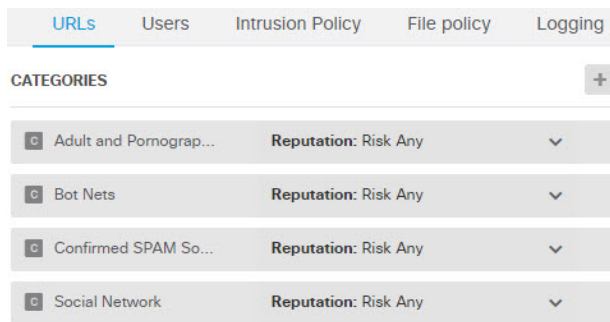 URLs Users Intrusion Policy File policy Logging
CATEGORIES +
C Adult and Pornograp... Reputation: Risk Any
C Bot Nets Reputation: Risk Any
C Confirmed SPAM So... Reputation: Risk Any
C Social Network Reputation: Risk Any